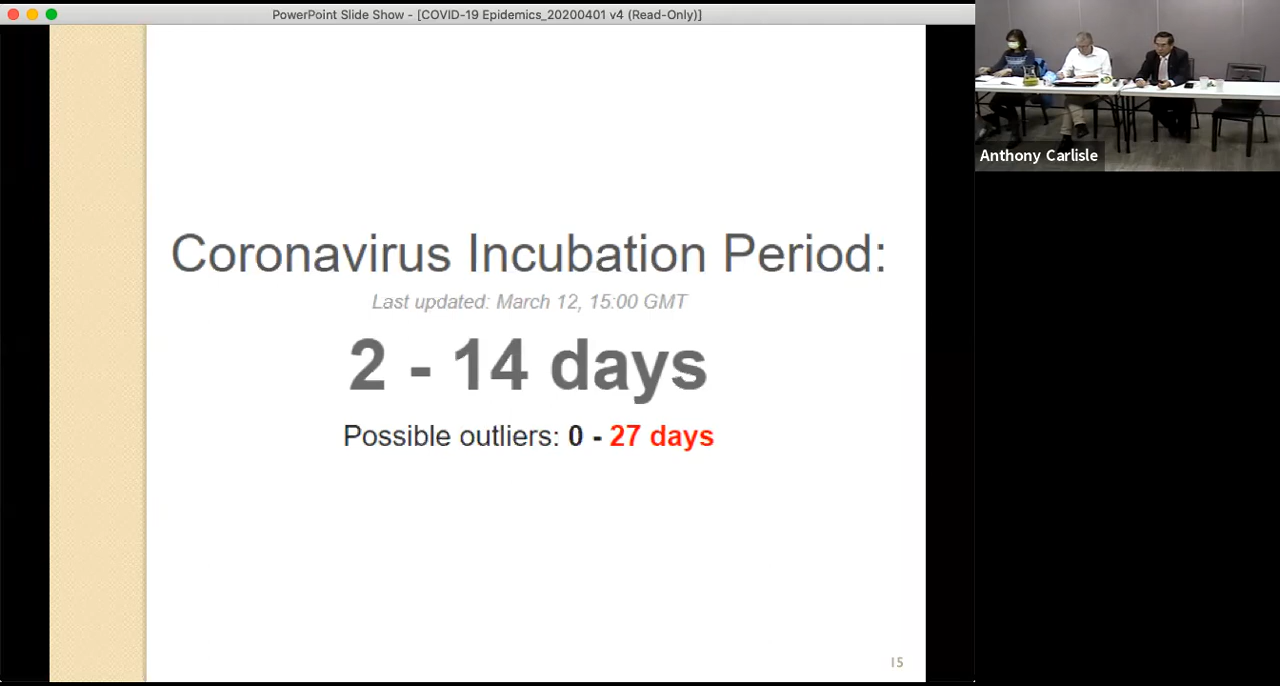 PowerPoint Slide Show - [COVID-19 Epidemics_20200401 v4 (Read-Only)]
Anthony Carlisle
Coronavirus Incubation Period:
Last updated: March 12, 15:00 GMT
2 - 14 days
Possible outliers: 0 - 27 days
15